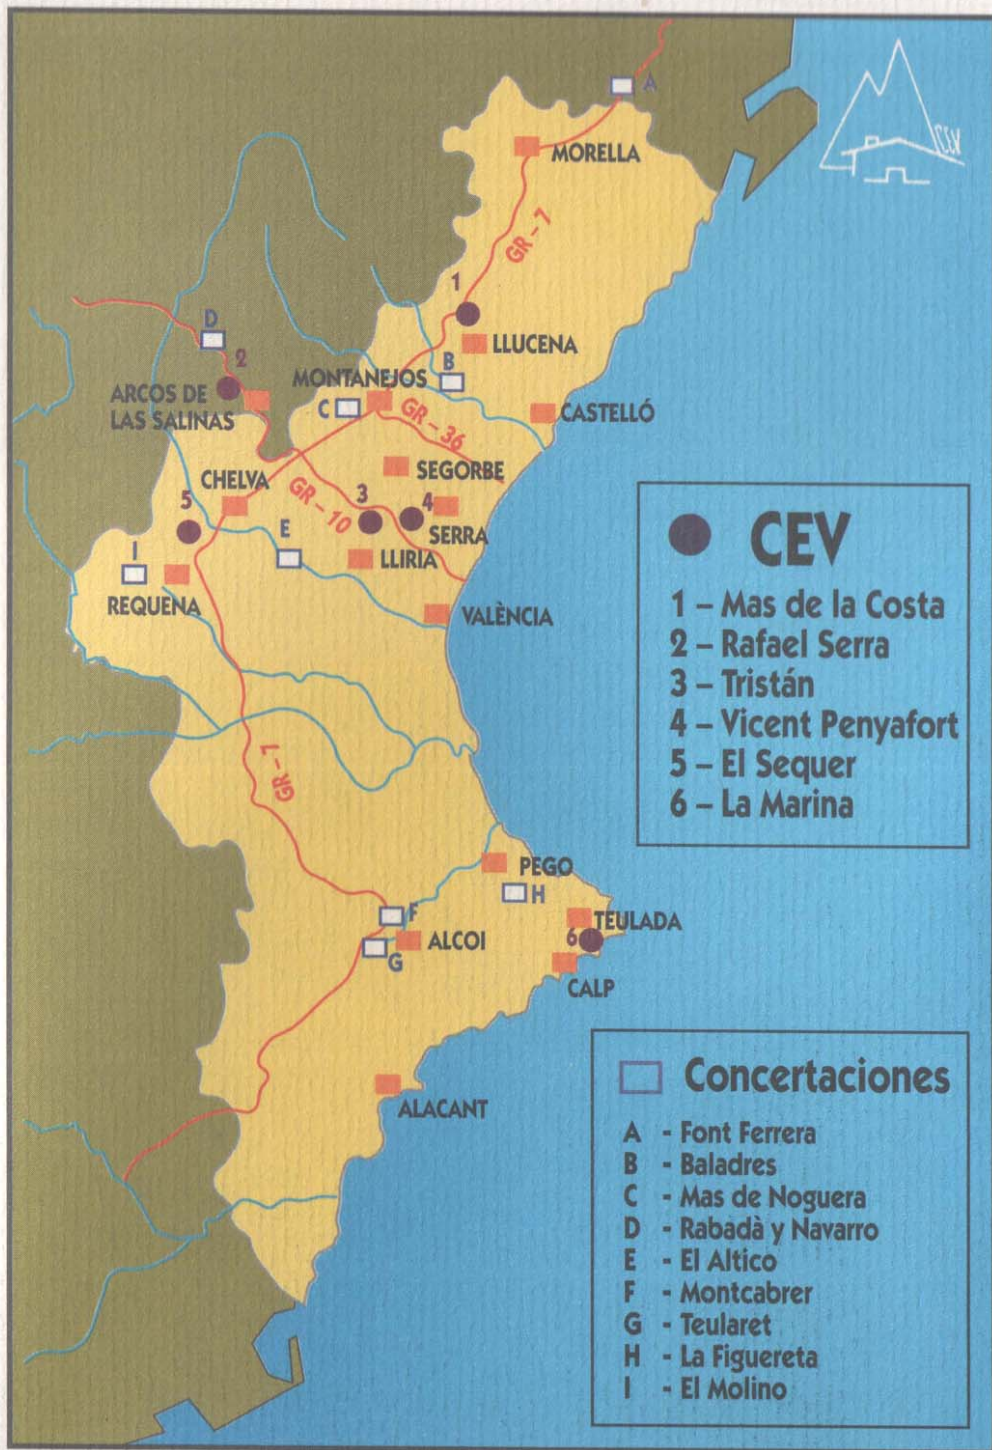 A
CEV
MORELLA
GR - 7
1
LLUCENA
D
2
B
MONTANEJOS
ARCOS DE
LAS SALINAS
C
CASTELLÓ
GR - 36
SEGORBE
CHELVA
GR - 10
5
3
4
SERRA
E
I
LLIRIA
REQUENA
VALÈNCIA
GR - 7
PEGO
H
F
TEULADA
6
ALCOI
G
CALP
ALACANT
CEV
1 – Mas de la Costa
2 – Rafael Serra
3 – Tristán
4 – Vicent Penyafort
5 – El Sequer
6 – La Marina
Concertaciones
A - Font Ferrera
B - Baladres
C - Mas de Noguera
D - Rabadà y Navarro
E - El Altico
F - Montcabrer
G - Teularet
H - La Figuereta
I - El Molino